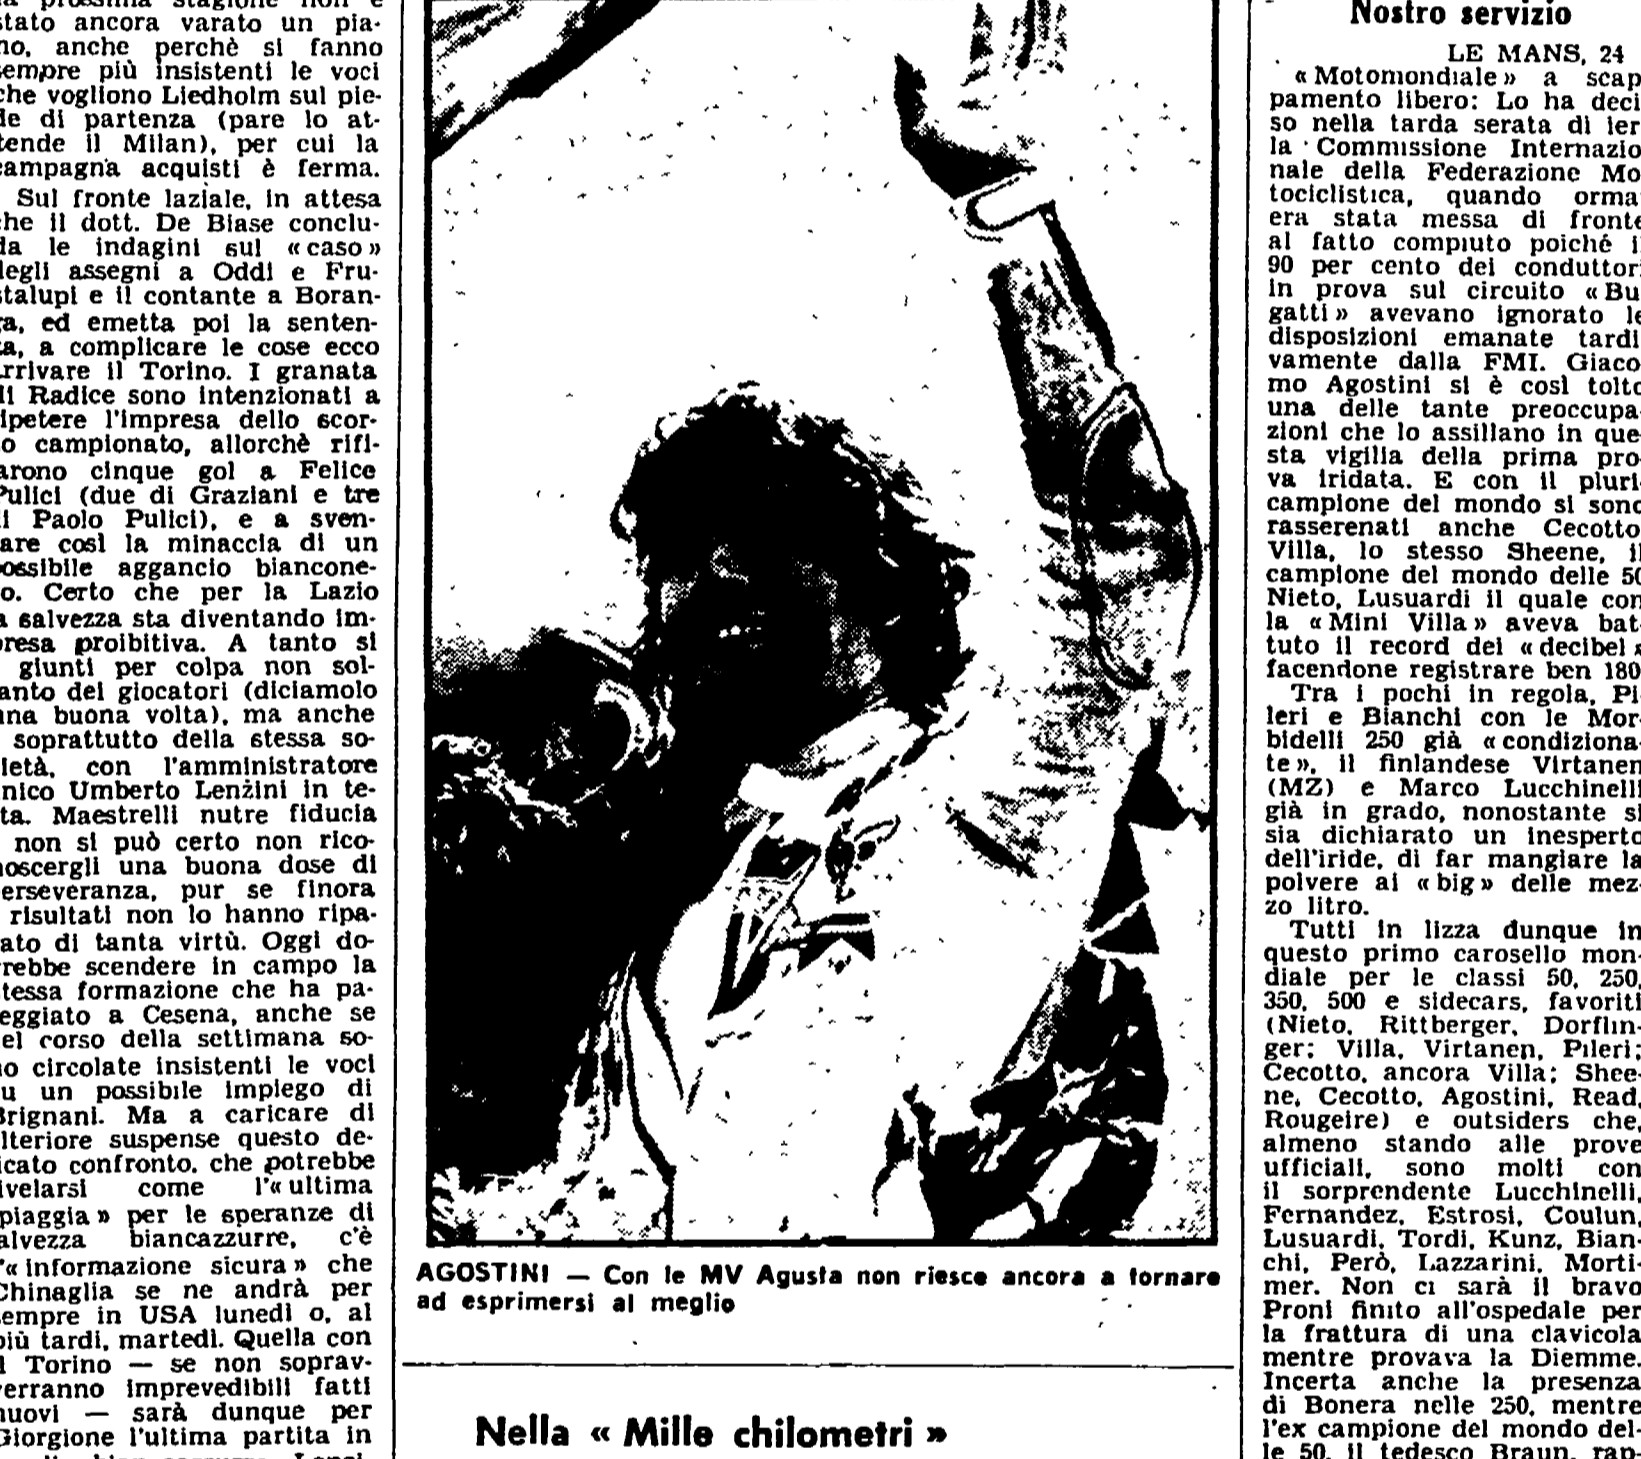 stato ancora varato un pia-
no, anche perchè si fanno
sempre più insistenti le voci
che vogliono Liedholm sul pie-
de di partenza (pare lo at-
tende il Milan), per cui la
campagna acquisti è ferma.
Sul fronte laziale, in attesa
che il dott. De Biase conclu-
da le indagini sul « caso »
degli assegni a Oddi e Fru-
stalupi e il contante a Boran-
ga, ed emetta poi la senten-
za, a complicare le cose ecco
arrivare il Torino. I granata
di Radice sono intenzionati a
ripetere l'impresa dello scor-
so campionato, allorchè rifi-
larono cinque gol a Felice
Pulici (due di Graziani e tre
di Paolo Pulici), e a sven-
tare così la minaccia di un
possibile aggancio biancone-
ro. Certo che per la Lazio
la salvezza sta diventando im-
presa proibitiva. A tanto si
è giunti per colpa non sol-
tanto dei giocatori (diciamolo
una buona volta), ma anche
e soprattutto della stessa so-
cietà, con l'amministratore
unico Umberto Lenzini in te-
sta. Maestrelli nutre fiducia
e non si può certo non rico-
noscergli una buona dose di
perseveranza, pur se finora
i risultati non lo hanno ripa-
gato di tanta virtù. Oggi do-
vrebbe scendere in campo la
stessa formazione che ha pa-
reggiato a Cesena, anche se
nel corso della settimana so-
no circolate insistenti le voci
su un possibile impiego di
Brignani. Ma a caricare di
ulteriore suspense questo de-
licato confronto, che potrebbe
rivelarsi come l'« ultima
spiaggia » per le speranze di
salvezza biancazzurre, c'è
l'« informazione sicura » che
Chinaglia se ne andrà per
sempre in USA lunedì o, al
più tardi, martedì. Quella con
il Torino — se non soprav-
verranno imprevedibili fatti
nuovi — sarà dunque per
Giorgione l'ultima partita in
AGOSTINI — Con le MV Agusta non riesce ancora a tornare
ad esprimersi al meglio
Nella « Mille chilometri »
Nostro servizio
LE MANS, 24
« Motomondiale » a scap
pamento libero: Lo ha deci
so nella tarda serata di ier
la Commissione Internazio
nale della Federazione Mo
tociclistica, quando orma
era stata messa di fronte
al fatto compiuto poiché i
90 per cento dei conduttor
in prova sul circuito « Bu
gatti » avevano ignorato le
disposizioni emanate tardi
vamente dalla FMI. Giaco-
mo Agostini si è così tolto
una delle tante preoccupa-
zioni che lo assillano in que-
sta vigilia della prima pro-
va iridata. E con il pluri-
campione del mondo si sono
rasserenati anche Cecotto
Villa, lo stesso Sheene, il
campione del mondo delle 50
Nieto, Lusuardi il quale con
la « Mini Villa » aveva bat-
tuto il record dei « decibel »
facendone registrare ben 180
Tra i pochi in regola, Pi-
leri e Bianchi con le Mor-
bidelli 250 già « condiziona-
te », il finlandese Virtanen
(MZ) e Marco Lucchinelli
già in grado, nonostante si
sia dichiarato un inesperto
dell'iride, di far mangiare la
polvere ai « big » delle mez-
zo litro.
Tutti in lizza dunque in
questo primo carosello mon-
diale per le classi 50, 250,
350, 500 e sidecars, favoriti
(Nieto, Rittberger, Dorflin-
ger; Villa, Virtanen, Pileri;
Cecotto, ancora Villa; Shee-
ne, Cecotto, Agostini, Read,
Rougeire) e outsiders che,
almeno stando alle prove
ufficiali, sono molti con
il sorprendente Lucchinelli,
Fernandez, Estrosi, Coulun,
Lusuardi, Tordi, Kunz, Bian-
chi, Però, Lazzarini, Morti-
mer. Non ci sarà il bravo
Proni finito all'ospedale per
la frattura di una clavicola
mentre provava la Diemme.
Incerta anche la presenza
di Bonera nelle 250, mentre
l'ex campione del mondo del-
le 50, il tedesco Braun, rap-